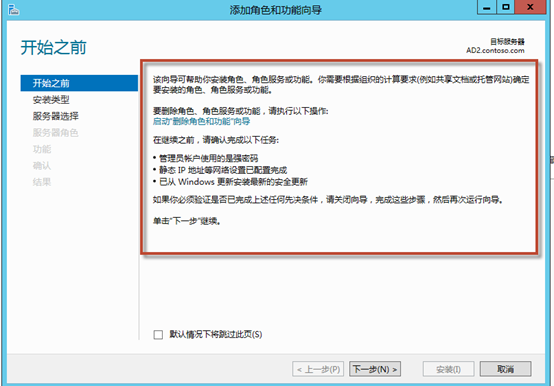 添加角色和功能向导
开始之前
目标服务器
AD2.contoso.com
开始之前
安装类型
服务器选择
服务器角色
功能
确认
结果
该向导可帮助你安装角色、角色服务或功能。你需要根据组织的计算要求(例如共享文档或托管网站)确定
要安装的角色、角色服务或功能。
要删除角色、角色服务或功能，请执行以下操作:
启动“删除角色和功能”向导
在继续之前，请确认完成以下任务:
• 管理员帐户使用的是强密码
• 静态 IP 地址等网络设置已配置完成
• 已从 Windows 更新安装最新的安全更新
如果你必须验证是否已完成上述任何先决条件，请关闭向导，完成这些步骤，然后再次运行向导。
单击“下一步”继续。
默认情况下将跳过此页(S)
< 上一步(P)
下一步(N) >
安装(I)
取消